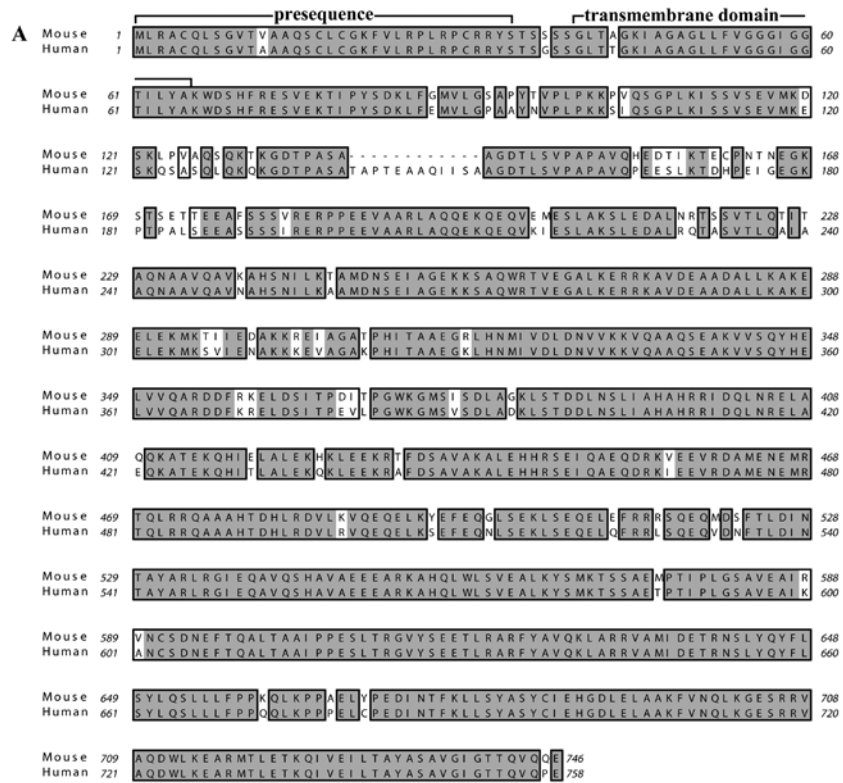 A
presequence
transmembrane domain
Mouse 1 MLRACQLSGVTVAAQSCLCGKFVLRPLRPCRRYSTSSSSGLTAGKIAGAGLLFVGGGIGG 60
Human 1 MLRACQLSGVTAAAQSCLCGKFVLRPLRPCRRYSTSGSSGLTTGKIAGAGLLFVGGGIGG 60
Mouse 61 TILYAKWDSHFRESVEKTIPYSDKLFGMVLGSAPYTVPLPKKPVQSGPLKISSVSEVMKD 120
Human 61 TILYAKWDSHFRESVEKTIPYSDKLFEMVLGPAAYNVPLPKKSIQSGPLKISSVSEVMKE 120
Mouse 121 SKLPVAQSQKTKGDTPASA------------AGDTLSVPAPAVQHEDTIKTECPNTNEGK 168
Human 121 SKQSASQLQKQKGDTPASATAPTEAAQIISAAGDTLSVPAPAVQPEESLKTDHPEIGEGK 180
Mouse 169 STSETTEEAFSSSVRERPPEEVAARLAQQEKQEQVEMESLAKSLEDALNRTSSVTLQTIT 228
Human 181 PTPALSEEASSSSIRERPPEEVAARLAQQEKQEQVKIESLAKSLEDALRQTASVTLQAIA 240
Mouse 229 AQNAAVQAVKAHSNILKTAMDNSEIAGEKKSAQWRTVEGALKERRKAVDEAADALLKAKE 288
Human 241 AQNAAVQAVNAHSNILKAAMDNSEIAGEKKSAQWRTVEGALKERRKAVDEAADALLKAKE 300
Mouse 289 ELEKMKTIIEDAKKREIAGATPHITAAEGRLHNMIVDLDNVVKKVQAAQSEAKVVSQYHE 348
Human 301 ELEKMKSVIENAKKKEVAGAKPHITAAEGKLHNMIVDLDNVVKKVQAAQSEAKVVSQYHE 360
Mouse 349 LVVQARDDFRKELDSITPDITPGWKGMSISDLAGKLSTDDLNSLIAHAHRRIDQLNRELA 408
Human 361 LVVQARDDFKRELDSITPEVLPGWKGMSVSDLADKLSTDDLNSLIAHAHRRIDQLNRELA 420
Mouse 409 QQKATEKQHIELALEKHKLEEKRTFDSAVAKALEHHRSEIQAEQDRKVEEVRDAMENEMR 468
Human 421 EQKATEKQHITLALEKQKLEEKRAFDSAVAKALEHHRSEIQAEQDRKIEEVRDAMENEMR 480
Mouse 469 TQLRRQAAAHTDHLRDVLKVQEQELKYEFEQGLSEKLSEQELEFRRRSQEQMDSFTLDIN 528
Human 481 TQLRRQAAAHTDHLRDVLRVQEQELKSEFEQNLSEKLSEQELQFRRLSQEQVDNFTLDIN 540
Mouse 529 TAYARLRGIEQAVQSHAVAEEEARKAHQLWLSVEALKYSMKTSSAEMPTIPLGSAVEAIR 588
Human 541 TAYARLRGIEQAVQSHAVAEEEARKAHQLWLSVEALKYSMKTSSAETPTIPLGSAVEAIK 600
Mouse 589 VNCSDNEFTQALTAAIPPESLTRGVYSEETLRARFYAVQKLARRVAMIDETRNSLYQYFL 648
Human 601 ANCSDNEFTQALTAAIPPESLTRGVYSEETLRARFYAVQKLARRVAMIDETRNSLYQYFL 660
Mouse 649 SYLQSLLLFPPKQLKPPAELYPEDINTFKLLSYASYCIEHGDLELAAKFVNQLKGESRRV 708
Human 661 SYLQSLLLFPPQQLKPPPELCPEDINTFKLLSYASYCIEHGDLELAAKFVNQLKGESRRV 720
Mouse 709 AQDWLKEARMTLETKQIVEILTAYASAVGIGTTQVQQE 746
Human 721 AQDWLKEARMTLETKQIVEILTAYASAVGIGTTQVQPE 758